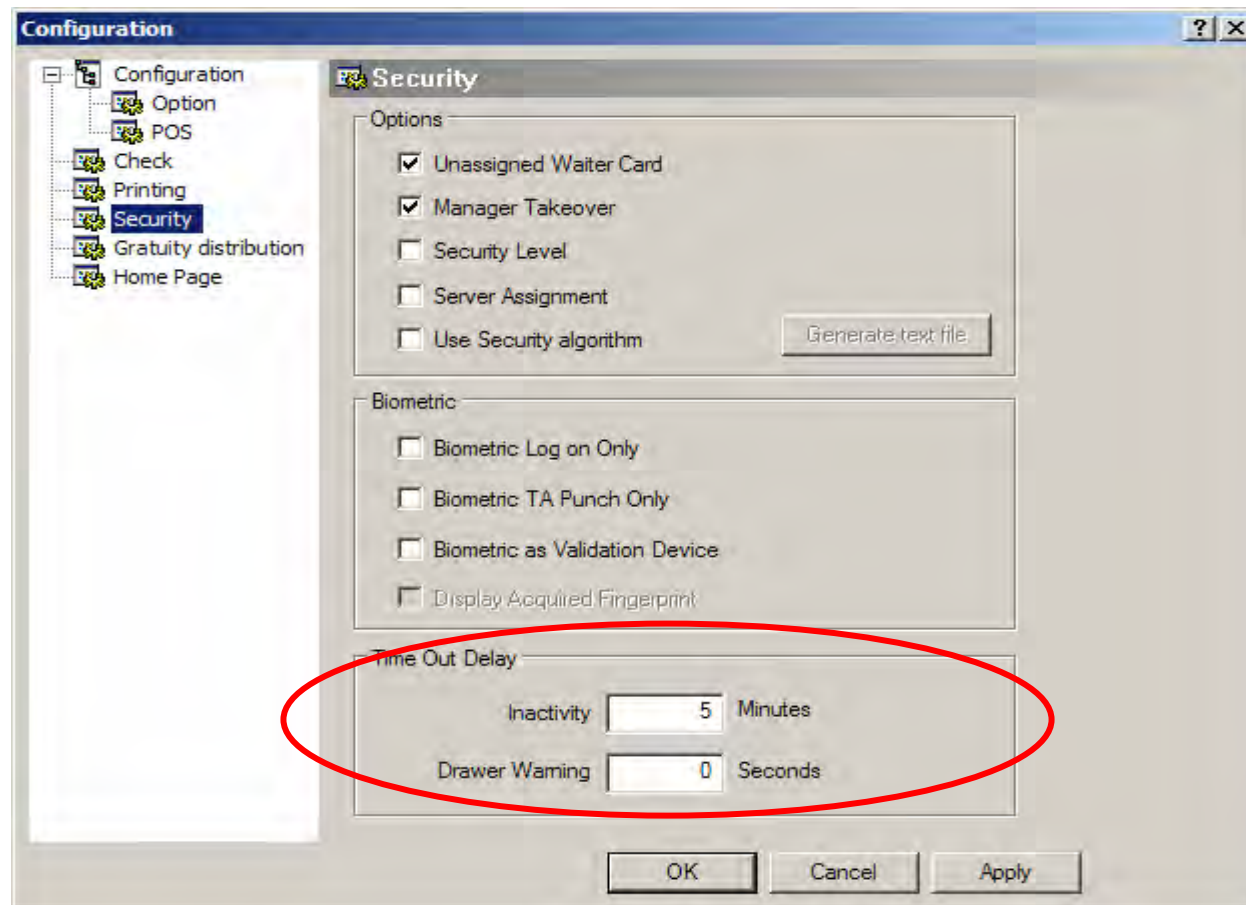 Configuration
Configuration
Option
POS
Check
Printing
Security
Gratuity distribution
Home Page
Security
Options
Unassigned Waiter Card
Manager Takeover
Security Level
Server Assignment
Use Security algorithm
Generate text file
Biometric
Biometric Log on Only
Biometric TA Punch Only
Biometric as Validation Device
Display Acquired Fingerprint
Time Out Delay
Inactivity 5 Minutes
Drawer Warning 0 Seconds
OK Cancel Apply